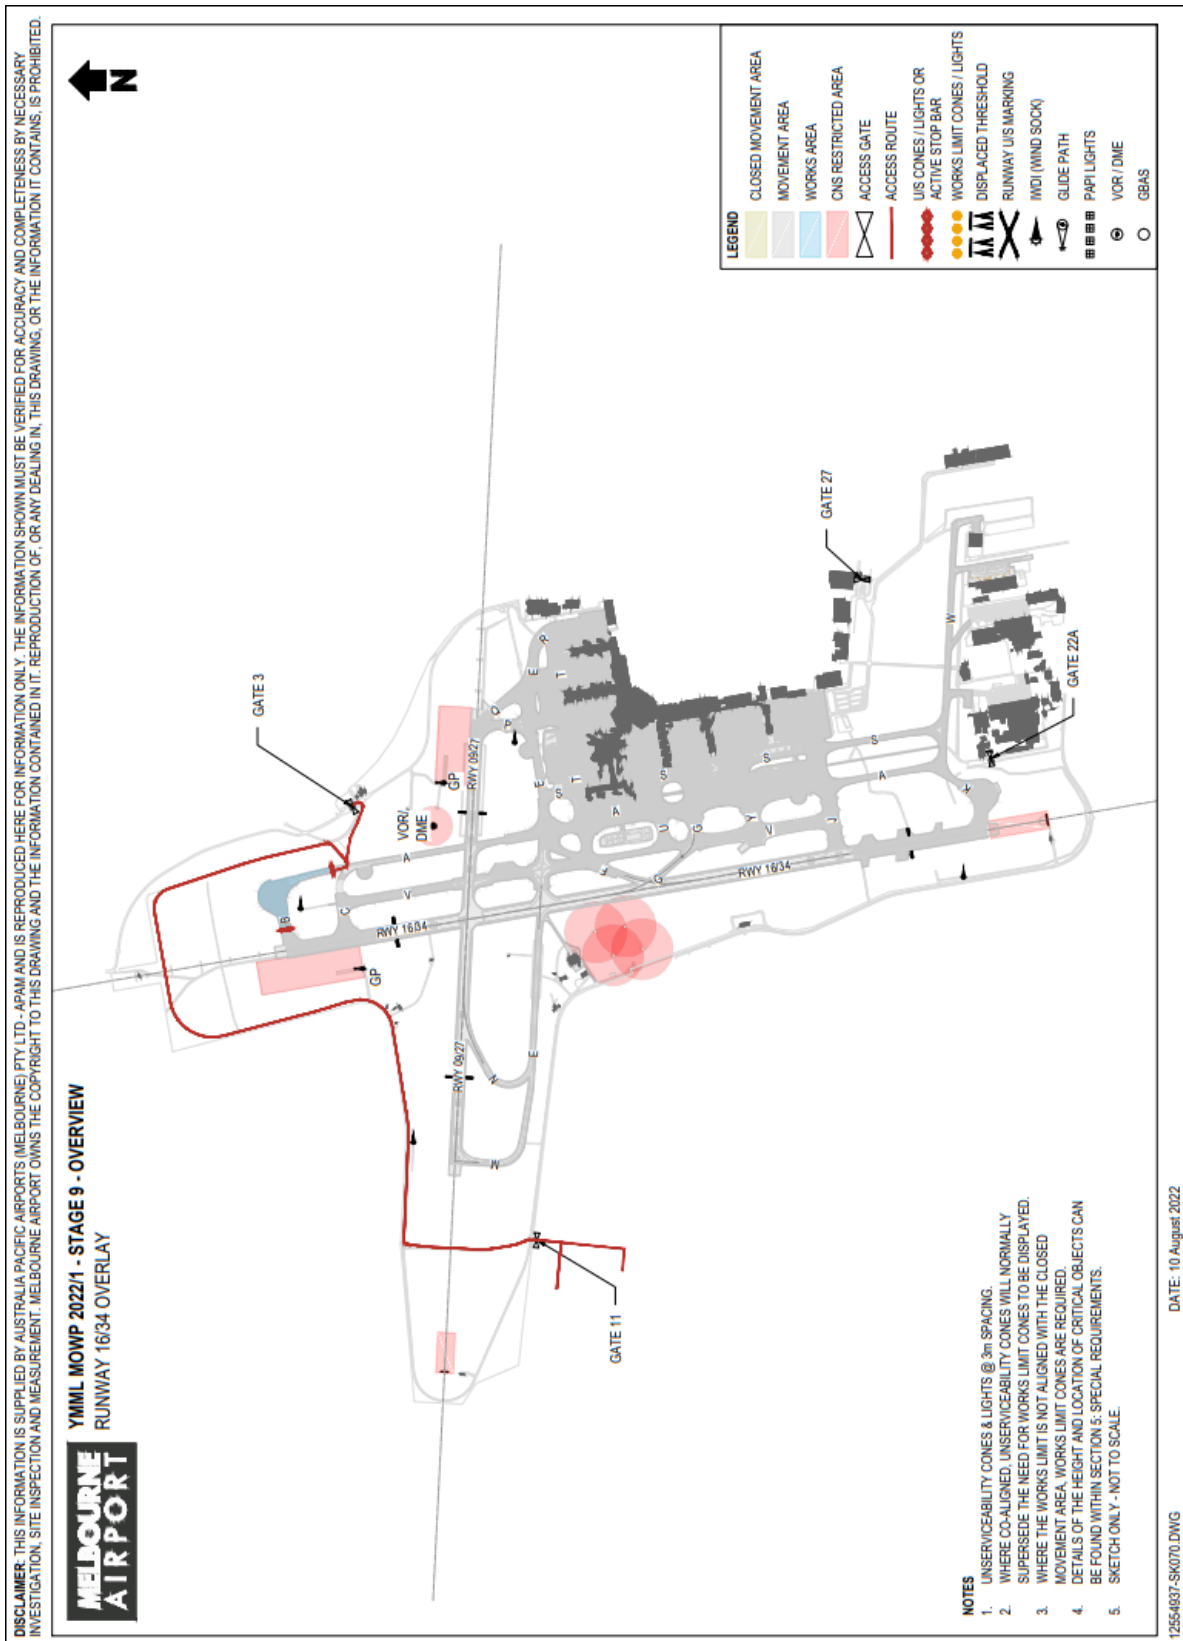 DISCLAIMER: THIS INFORMATION IS SUPPLIED BY AUSTRALIA PACIFIC AIRPORTS (MELBOURNE) PTY LTD - APAM AND IS REPRODUCED HERE FOR INFORMATION ONLY. THE INFORMATION SHOWN MUST BE VERIFIED FOR ACCURACY AND COMPLETENESS BY NECESSARY
INVESTIGATION, SITE INSPECTION AND MEASUREMENT. MELBOURNE AIRPORT OWNS THE COPYRIGHT TO THIS DRAWING AND THE INFORMATION CONTAINED IN IT. REPRODUCTION OF, OR ANY DEALING IN, THIS DRAWING, OR THE INFORMATION IT CONTAINS, IS PROHIBITED.
MELBOURNE
AIRPORT
YMML MOWP 2022/1 - STAGE 9 - OVERVIEW
RUNWAY 16/34 OVERLAY
N
GATE 3
GP
B
C
V
A
RWY 16/34
VOR/
DME
GP
RWY 09/27
RWY 09/27
N
W
E
Q
P
E
R
T
E
S
T
A
F
G
U
G
S
Y
V
S
J
A
S
K
W
RWY 16/34
GATE 11
GATE 27
GATE 22A
LEGEND
CLOSED MOVEMENT AREA
MOVEMENT AREA
WORKS AREA
CNS RESTRICTED AREA
ACCESS GATE
ACCESS ROUTE
U/S CONES / LIGHTS OR
ACTIVE STOP BAR
WORKS LIMIT CONES / LIGHTS
DISPLACED THRESHOLD
RUNWAY U/S MARKING
IWDI (WIND SOCK)
GLIDE PATH
PAPI LIGHTS
VOR / DME
GBAS
NOTES
1. UNSERVICEABILITY CONES & LIGHTS @ 3m SPACING.
2. WHERE CO-ALIGNED, UNSERVICEABILITY CONES WILL NORMALLY
SUPERSEDE THE NEED FOR WORKS LIMIT CONES TO BE DISPLAYED.
3. WHERE THE WORKS LIMIT IS NOT ALIGNED WITH THE CLOSED
MOVEMENT AREA, WORKS LIMIT CONES ARE REQUIRED.
4. DETAILS OF THE HEIGHT AND LOCATION OF CRITICAL OBJECTS CAN
BE FOUND WITHIN SECTION 5: SPECIAL REQUIREMENTS.
5. SKETCH ONLY - NOT TO SCALE.
12554937-SK070.DWG
DATE: 10 August 2022